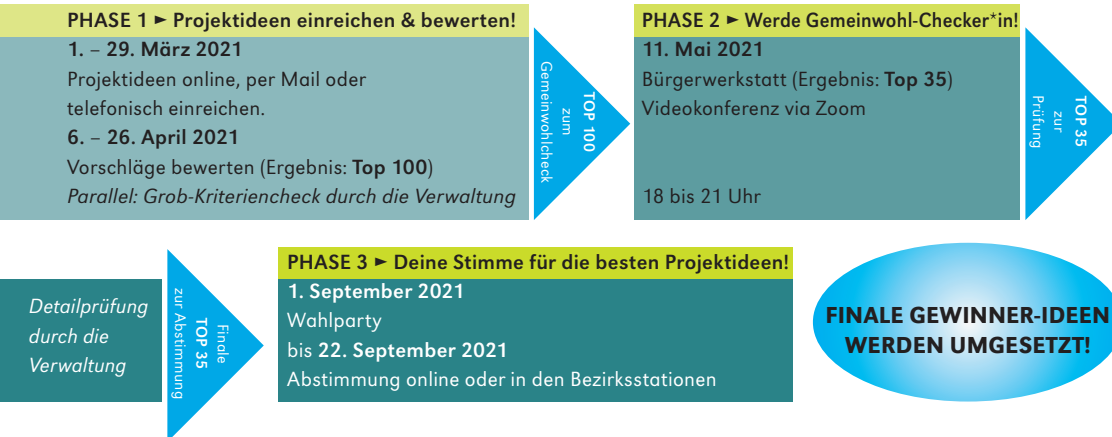 PHASE 1 ► Projektideen einreichen & bewerten!
1. – 29. März 2021
Projektideen online, per Mail oder
telefonisch einreichen.
6. – 26. April 2021
Vorschläge bewerten (Ergebnis: Top 100)
Parallel: Grob-Kriteriencheck durch die Verwaltung
TOP 100
zum
Gemeinwohlcheck
PHASE 2 ► Werde Gemeinwohl-Checker*in!
11. Mai 2021
Bürgerwerkstatt (Ergebnis: Top 35)
Videokonferenz via Zoom
18 bis 21 Uhr
TOP 35
zur
Prüfung
Detailprüfung
durch die
Verwaltung
Finale
TOP 35
zur Abstimmung
PHASE 3 ► Deine Stimme für die besten Projektideen!
1. September 2021
Wahlparty
bis 22. September 2021
Abstimmung online oder in den Bezirksstationen
FINALE GEWINNER-IDEEN
WERDEN UMGESETZT!